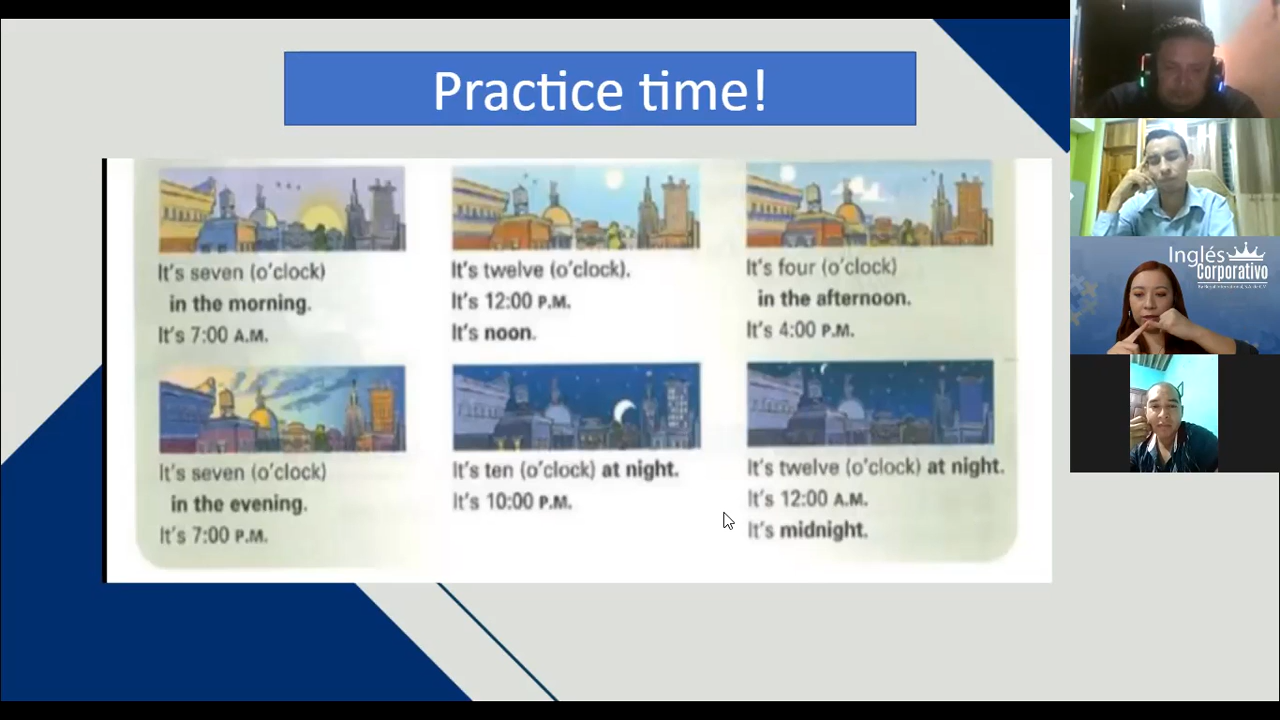 Practice time!
It's seven (o'clock)
in the morning.
It's 7:00 A.M.
It's twelve (o'clock).
It's 12:00 P.M.
It's noon.
It's four (o'clock)
in the afternoon.
It's 4:00 P.M.
It's seven (o'clock)
in the evening.
It's 7:00 P.M.
It's ten (o'clock) at night.
It's 10:00 P.M.
It's twelve (o'clock) at night.
It's 12:00 A.M.
It's midnight.
Inglés
Corporativo